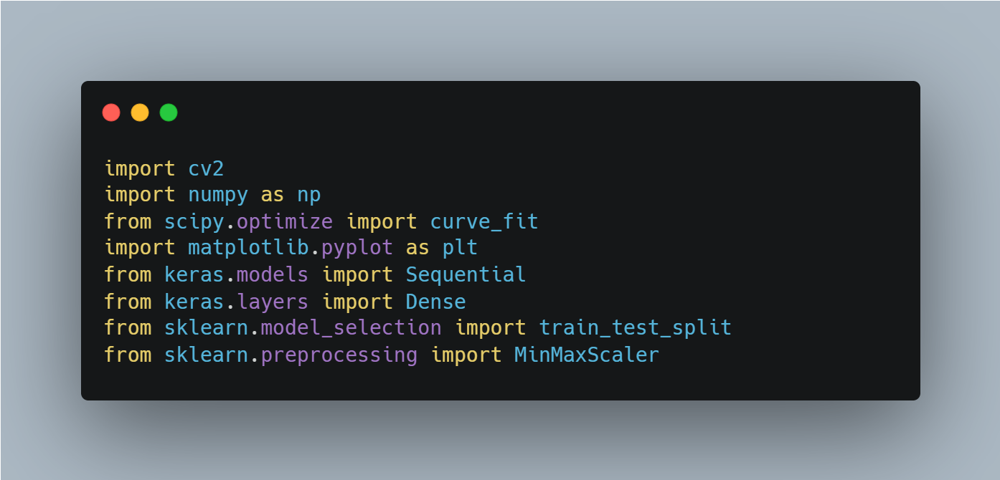 import cv2
import numpy as np
from scipy.optimize import curve_fit
import matplotlib.pyplot as plt
from keras.models import Sequential
from keras.layers import Dense
from sklearn.model_selection import train_test_split
from sklearn.preprocessing import MinMaxScaler